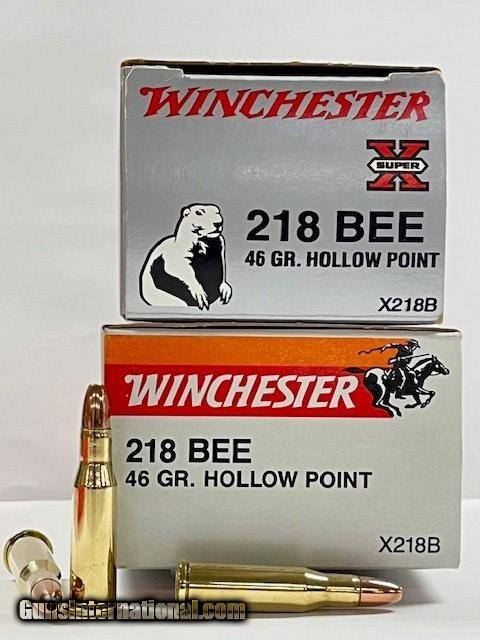 WINCHESTER
SUPER X
218 BEE
46 GR. HOLLOW POINT
X218B
WINCHESTER
218 BEE
46 GR. HOLLOW POINT
X218B
GunsInternational.com